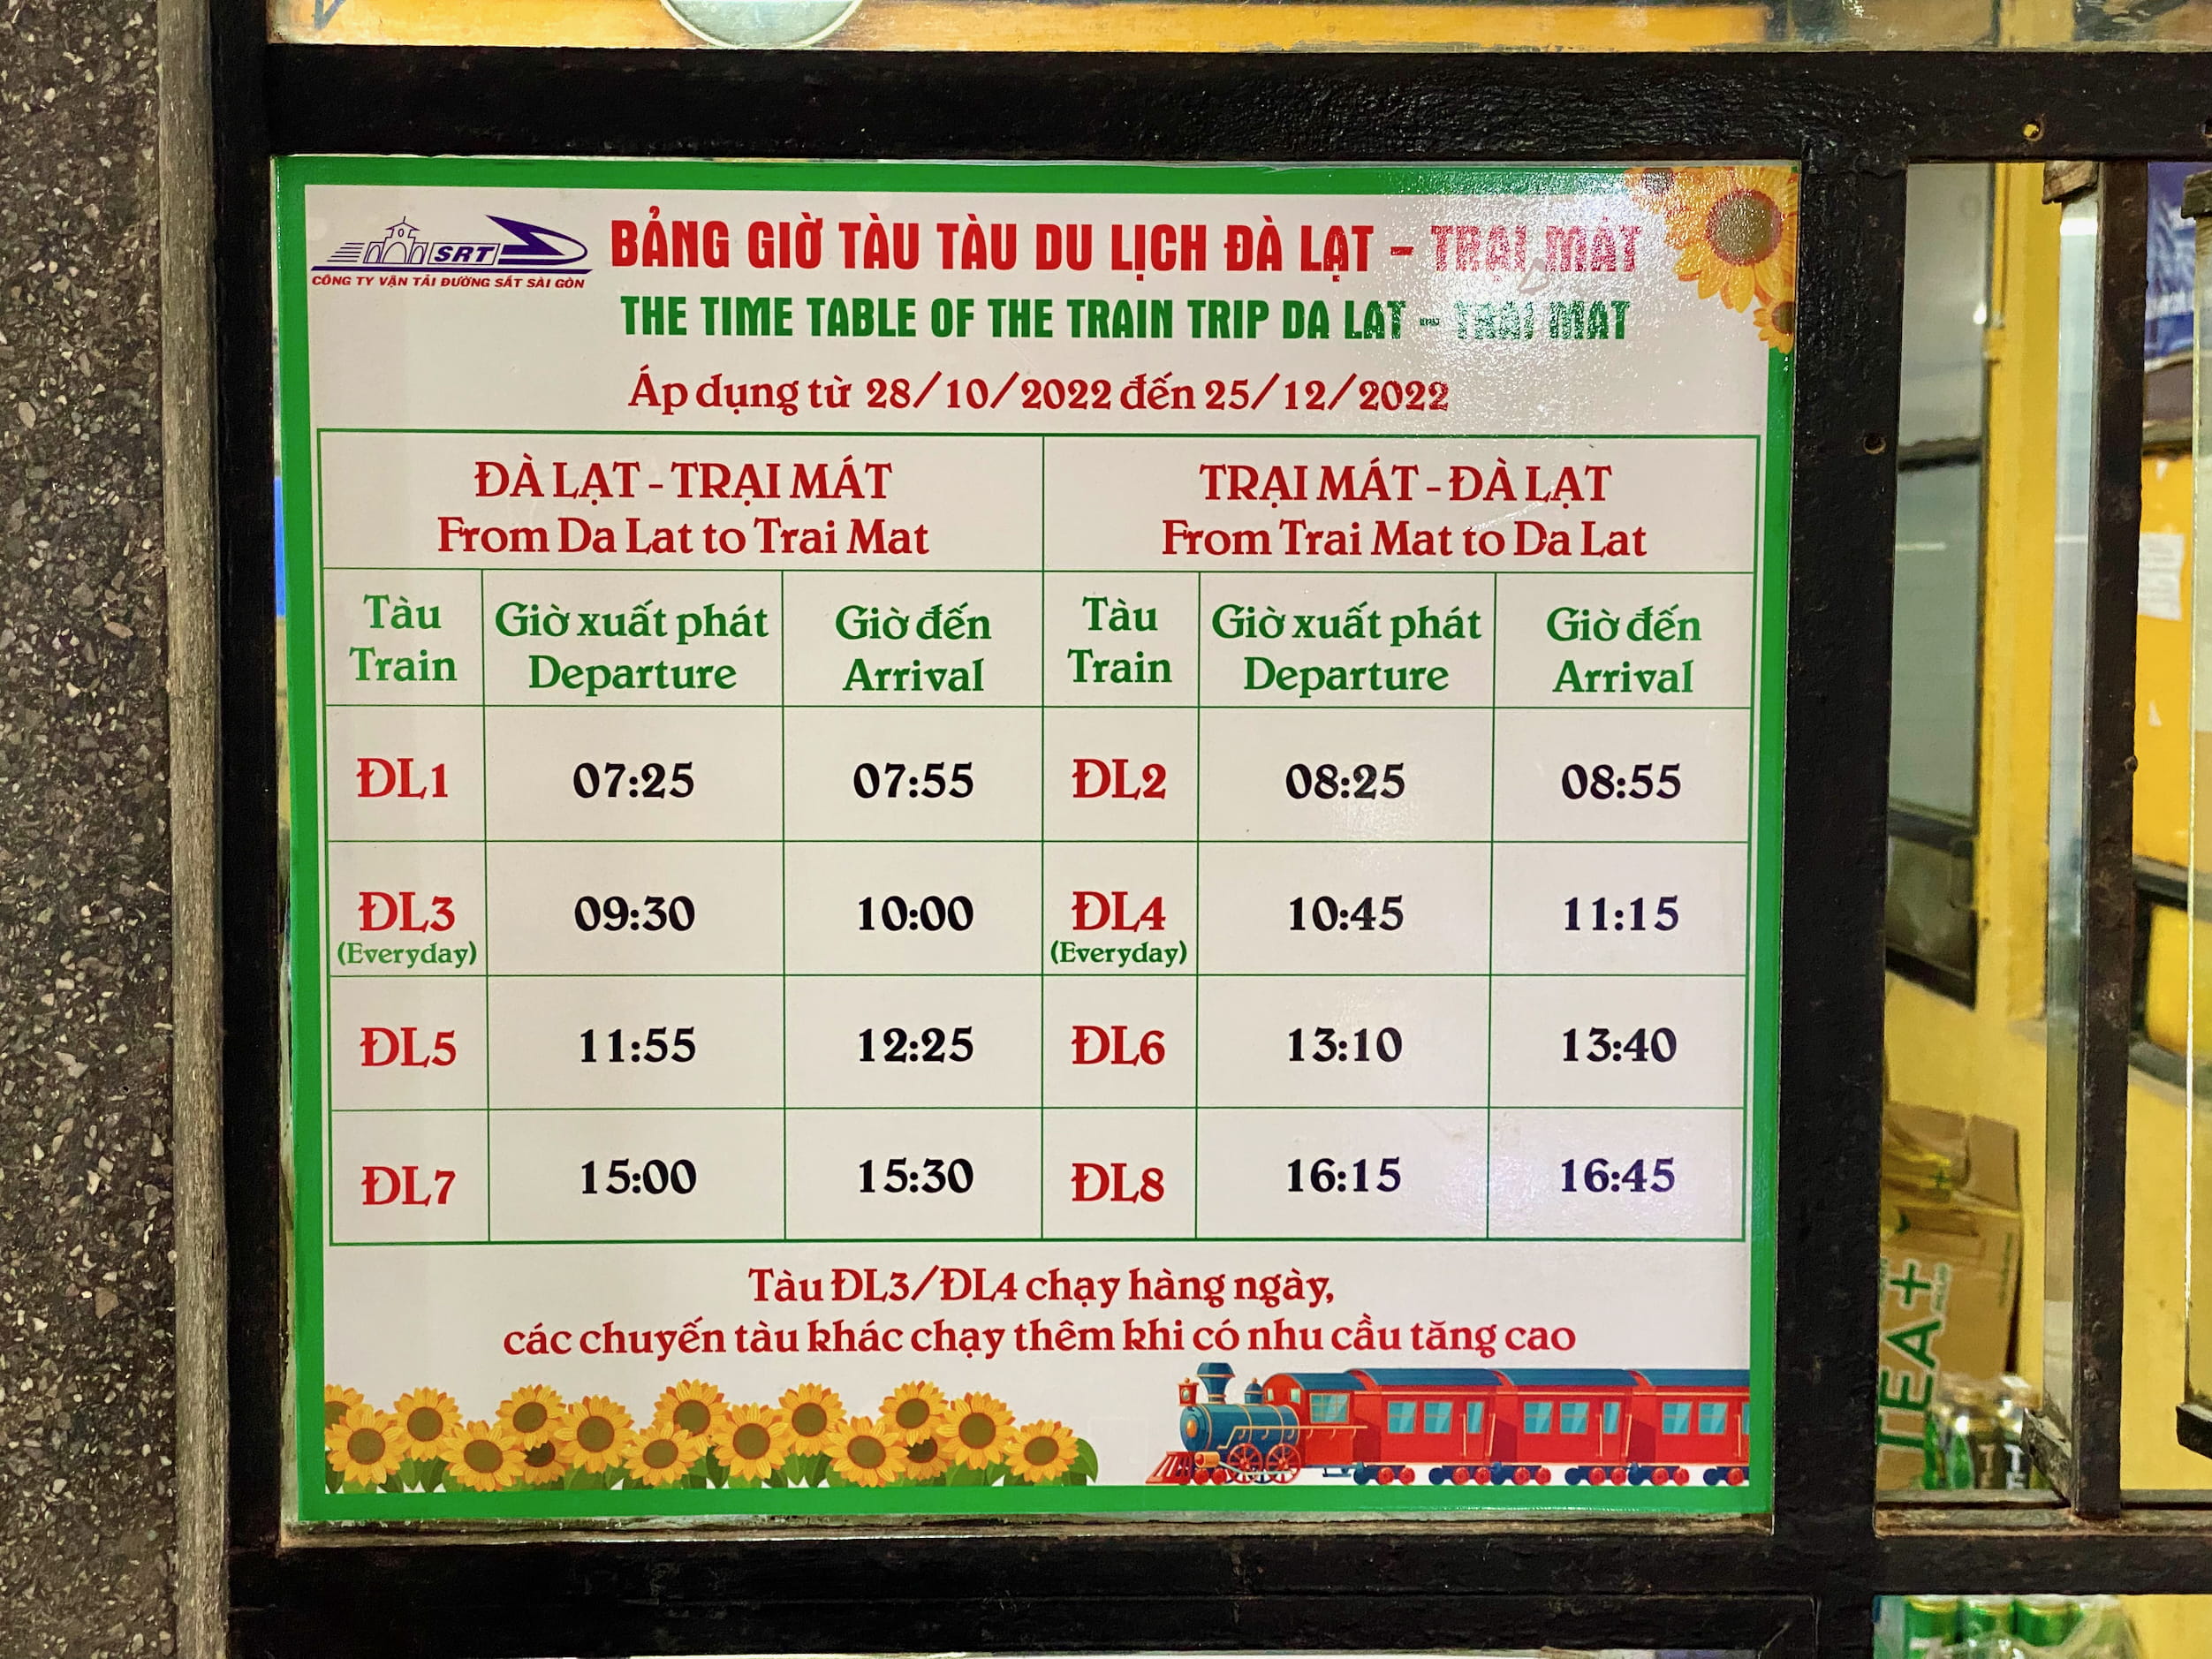 SRT
CÔNG TY VẬN TẢI ĐƯỜNG SẮT SÀI GÒN
BẢNG GIỜ TÀU TÀU DU LỊCH ĐÀ LẠT - TRẠI MÁT
THE TIME TABLE OF THE TRAIN TRIP DA LAT - TRAI MAT
Áp dụng từ 28/10/2022 đến 25/12/2022
ĐÀ LẠT - TRẠI MÁT
From Da Lat to Trai Mat
TRẠI MÁT - ĐÀ LẠT
From Trai Mat to Da Lat
Tàu
Train
Giờ xuất phát
Departure
Giờ đến
Arrival
Tàu
Train
Giờ xuất phát
Departure
Giờ đến
Arrival
ĐL1 07:25 07:55 ĐL2 08:25 08:55
ĐL3 09:30 10:00 ĐL4 10:45 11:15
(Everyday) (Everyday)
ĐL5 11:55 12:25 ĐL6 13:10 13:40
ĐL7 15:00 15:30 ĐL8 16:15 16:45
Tàu ĐL3/ĐL4 chạy hàng ngày,
các chuyến tàu khác chạy thêm khi có nhu cầu tăng cao
TEA+